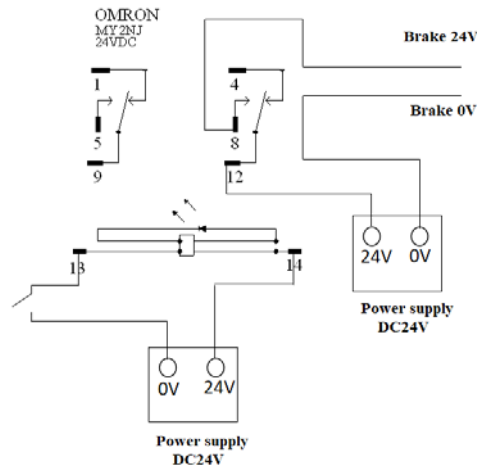 OMRON
MY2NJ
24VDC
Brake 24V
1
4
Brake 0V
5
8
9
12
24V
0V
13
14
Power supply
DC24V
0V
24V
Power supply
DC24V